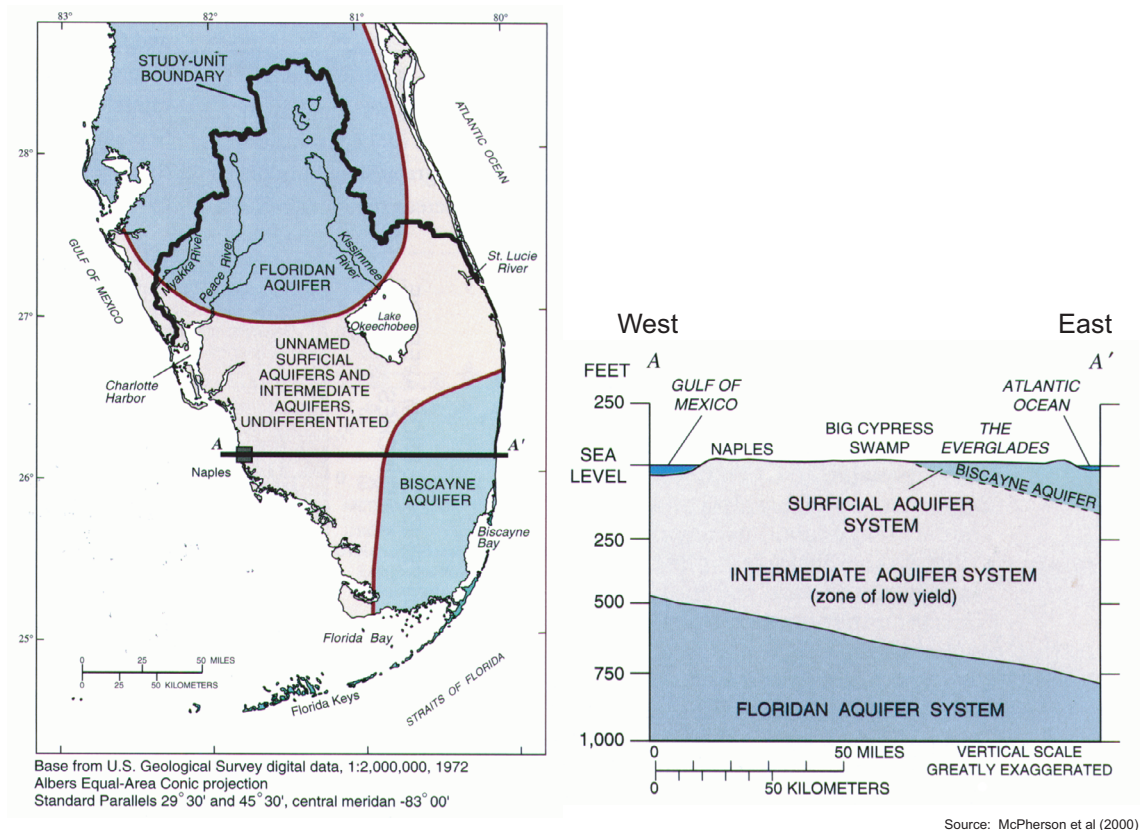 83°
82°
81°
80°
STUDY-UNIT
BOUNDARY
ATLANTIC OCEAN
28°
GULF OF MEXICO
Myakka River
Peace River
Kissimmee
River
FLORIDAN
AQUIFER
St. Lucie
River
27°
Lake
Okeechobee
UNNAMED
SURFICIAL
AQUIFERS AND
INTERMEDIATE
AQUIFERS,
UNDIFFERENTIATED
Charlotte
Harbor
A
A′
Naples
26°
BISCAYNE
AQUIFER
Biscayne
Bay
25°
Florida Bay
0 25 50 MILES
0 25 50 KILOMETERS
Florida Keys
STRAITS OF FLORIDA
Base from U.S. Geological Survey digital data, 1:2,000,000, 1972
Albers Equal-Area Conic projection
Standard Parallels 29°30' and 45°30', central meridian -83°00'
West
East
FEET
A
A′
GULF OF
MEXICO
ATLANTIC
OCEAN
250
NAPLES
BIG CYPRESS
SWAMP
THE
EVERGLADES
SEA
LEVEL
BISCAYNE AQUIFER
SURFICIAL AQUIFER
SYSTEM
250
INTERMEDIATE AQUIFER SYSTEM
(zone of low yield)
500
750
FLORIDAN AQUIFER SYSTEM
1,000
0 50 MILES
0 50 KILOMETERS
VERTICAL SCALE
GREATLY EXAGGERATED
Source: McPherson et al (2000)